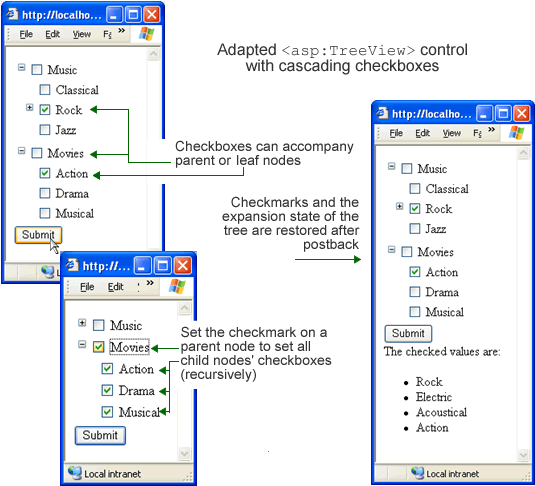 http://localho...
File Edit View Fa »
Music
Classical
Rock
Jazz
Movies
Action
Drama
Musical
Submit
Adapted <asp:TreeView> control
with cascading checkboxes
Checkboxes can accompany
parent or leaf nodes
Checkmarks and the
expansion state of the
tree are restored after
postback
http://...
File Edit »
Music
Movies
Action
Drama
Musical
Submit
Local intranet
Set the checkmark on a
parent node to set all
child nodes' checkboxes
(recursively)
http://localho...
File Edit View Fa »
Music
Classical
Rock
Jazz
Movies
Action
Drama
Musical
Submit
The checked values are:
• Rock
• Electric
• Acoustical
• Action
Local intranet